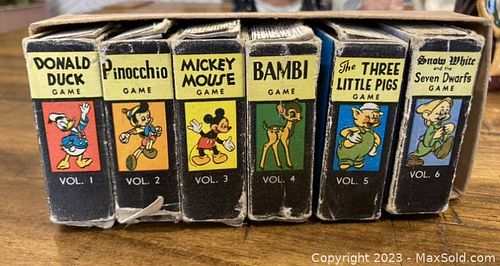 DONALD
DUCK
GAME
VOL. 1
Pinocchio
GAME
VOL. 2
MICKEY
MOUSE
GAME
VOL. 3
BAMBI
GAME
VOL. 4
The THREE
LITTLE PIGS
GAME
VOL. 5
Snow White
and the
Seven Dwarfs
GAME
VOL. 6
Copyright © 2023 - MaxSold.com